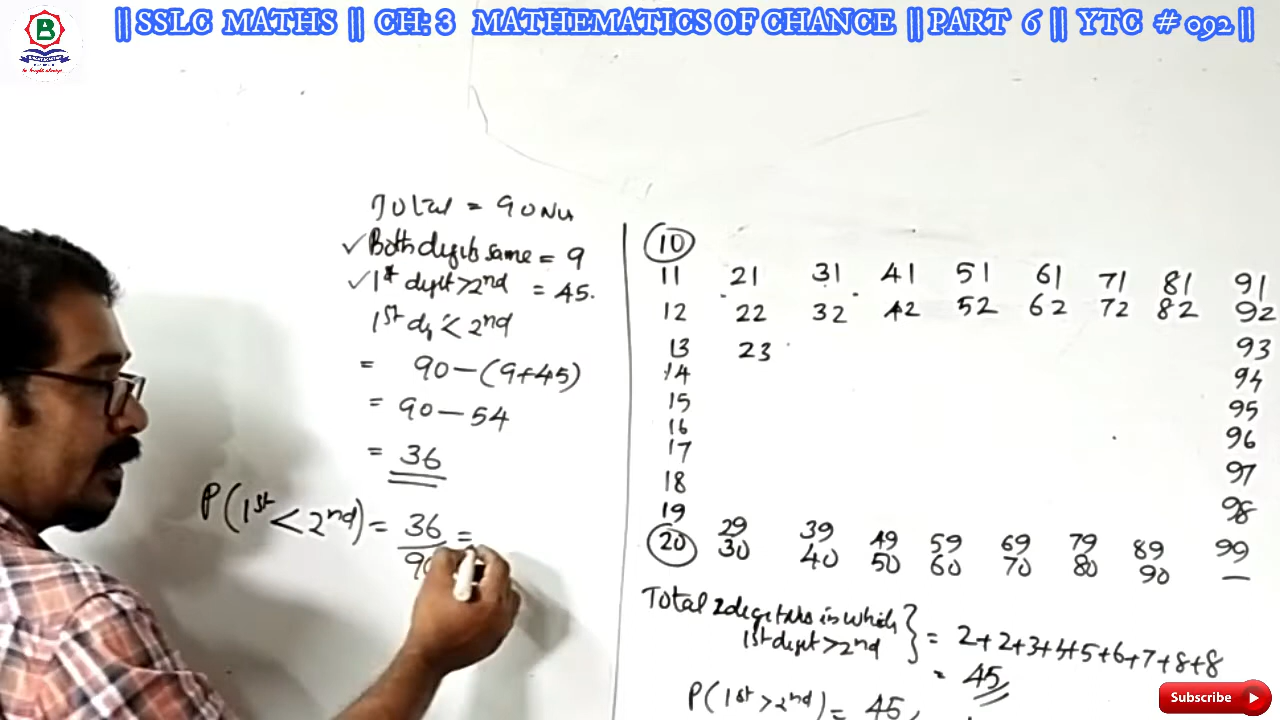 || SSLC MATHS || CH: 3 MATHEMATICS OF CHANCE || PART 6 || YTC # 092 ||
B
Total = 90 Nu
✓ Both digits same = 9
✓ 1st digit > 2nd = 45.
1st di < 2nd
= 90 - (9+45)
= 90 - 54
= 36
P(1st < 2nd) = 36/90 =
10
11 21 31 41 51 61 71 81 91
12 22 32 42 52 62 72 82 92
13 23 93
14 94
15 95
16 96
17 97
18 98
19
29 39 49 59 69 79 89 99
20 30 40 50 60 70 80 90 —
Total 2 digit nos in which
1st digit > 2nd } = 2+2+3+4+5+6+7+8+8
= 45
P(1st > 2nd) = 45
Subscribe